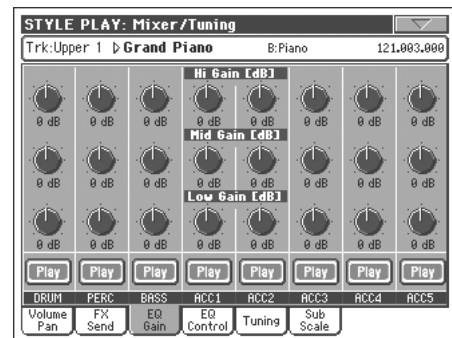 STYLE PLAY: Mixer/Tuning
Trk:Upper 1 Grand Piano B:Piano 121.003.000
Hi Gain [dB]
0 dB 0 dB 0 dB 0 dB 0 dB 0 dB 0 dB 0 dB
Mid Gain [dB]
0 dB 0 dB 0 dB 0 dB 0 dB 0 dB 0 dB 0 dB
Low Gain [dB]
0 dB 0 dB 0 dB 0 dB 0 dB 0 dB 0 dB 0 dB
Play Play Play Play Play Play Play Play
DRUM PERC BASS ACC1 ACC2 ACC3 ACC4 ACC5
Volume FX EQ EQ Tuning Sub
Pan Send Gain Control Scale